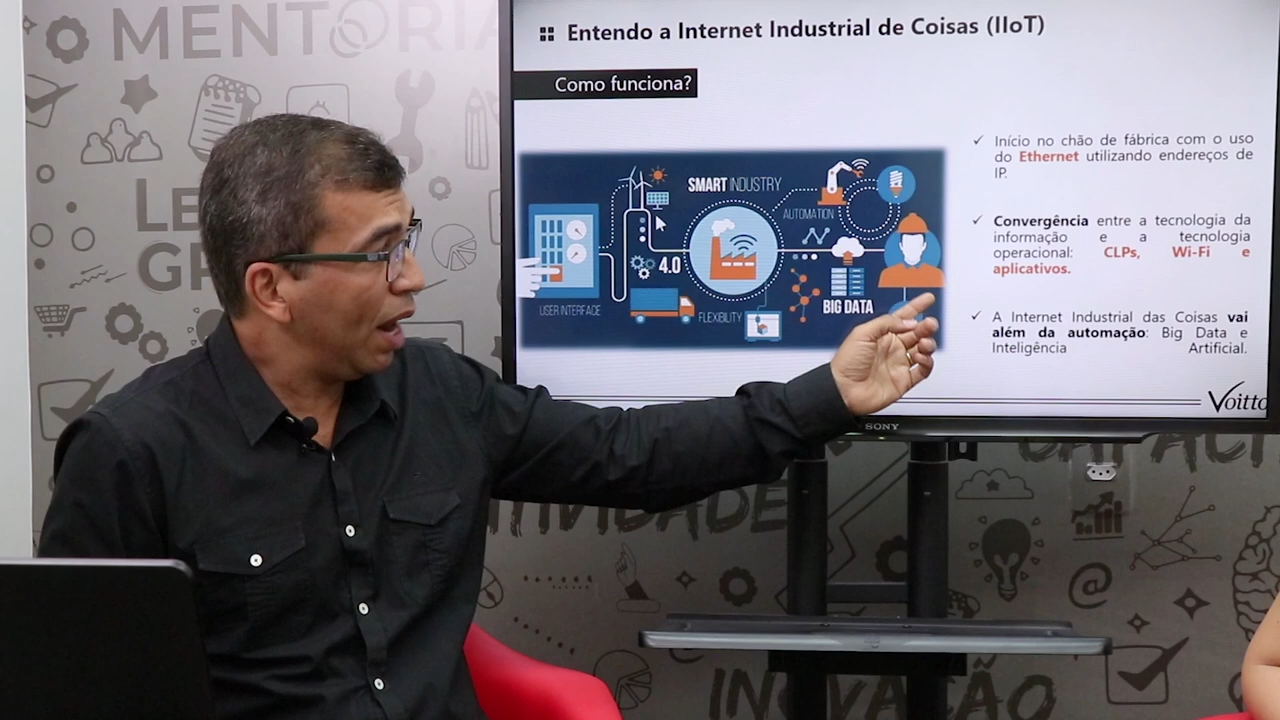 MENTORIA
Entendo a Internet Industrial de Coisas (IIoT)
Como funciona?
SMART INDUSTRY
AUTOMATION
4.0
USER INTERFACE
FLEXIBILITY
BIG DATA
Início no chão de fábrica com o uso
do Ethernet utilizando endereços de
IP.
Convergência entre a tecnologia da
informação e a tecnologia
operacional: CLPs, Wi-Fi e
aplicativos.
A Internet Industrial das Coisas vai
além da automação: Big Data e
Inteligência Artificial.
Voitto
SONY
INOVAÇÃO